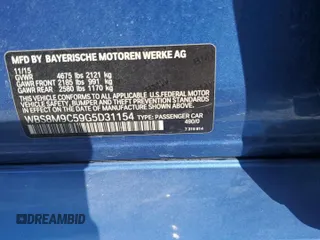 MFD BY BAYERISCHE MOTOREN WERKE AG
11/15
GVWR 4675 lbs 2121 kg
GAWR FRONT 2185 lbs 991 kg
GAWR REAR 2580 lbs 1170 kg
THIS VEHICLE CONFORMS TO ALL APPLICABLE U.S.FEDERAL MOTOR
VEHICLE SAFETY, BUMPER, AND THEFT PREVENTION STANDARDS IN
EFFECT ON THE DATE OF MANUFACTURE SHOWN ABOVE.
WBS8M9C59G5D31154 TYPE: PASSENGER CAR
490/0
DREAMBID